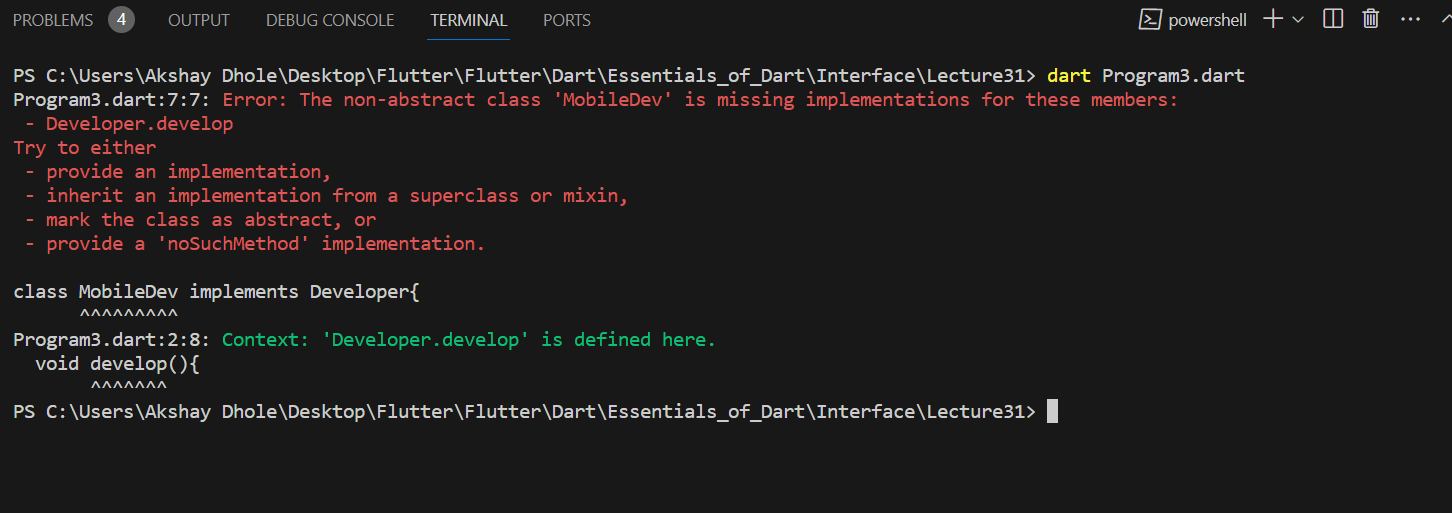 PROBLEMS 4 OUTPUT DEBUG CONSOLE TERMINAL PORTS powershell
PS C:\Users\Akshay Dhole\Desktop\Flutter\Flutter\Dart\Essentials_of_Dart\Interface\Lecture31> dart Program3.dart
Program3.dart:7:7: Error: The non-abstract class 'MobileDev' is missing implementations for these members:
 - Developer.develop
Try to either
 - provide an implementation,
 - inherit an implementation from a superclass or mixin,
 - mark the class as abstract, or
 - provide a 'noSuchMethod' implementation.

class MobileDev implements Developer{
      ^^^^^^^^^
Program3.dart:2:8: Context: 'Developer.develop' is defined here.
  void develop(){
       ^^^^^^^
PS C:\Users\Akshay Dhole\Desktop\Flutter\Flutter\Dart\Essentials_of_Dart\Interface\Lecture31>